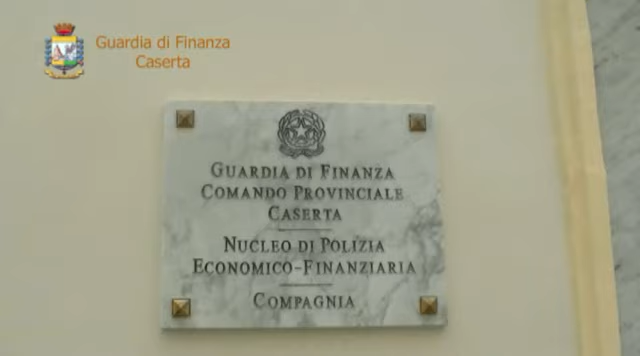 Guardia di Finanza
Caserta
GUARDIA DI FINANZA
COMANDO PROVINCIALE
CASERTA
NUCLEO DI POLIZIA
ECONOMICO-FINANZIARIA
COMPAGNIA